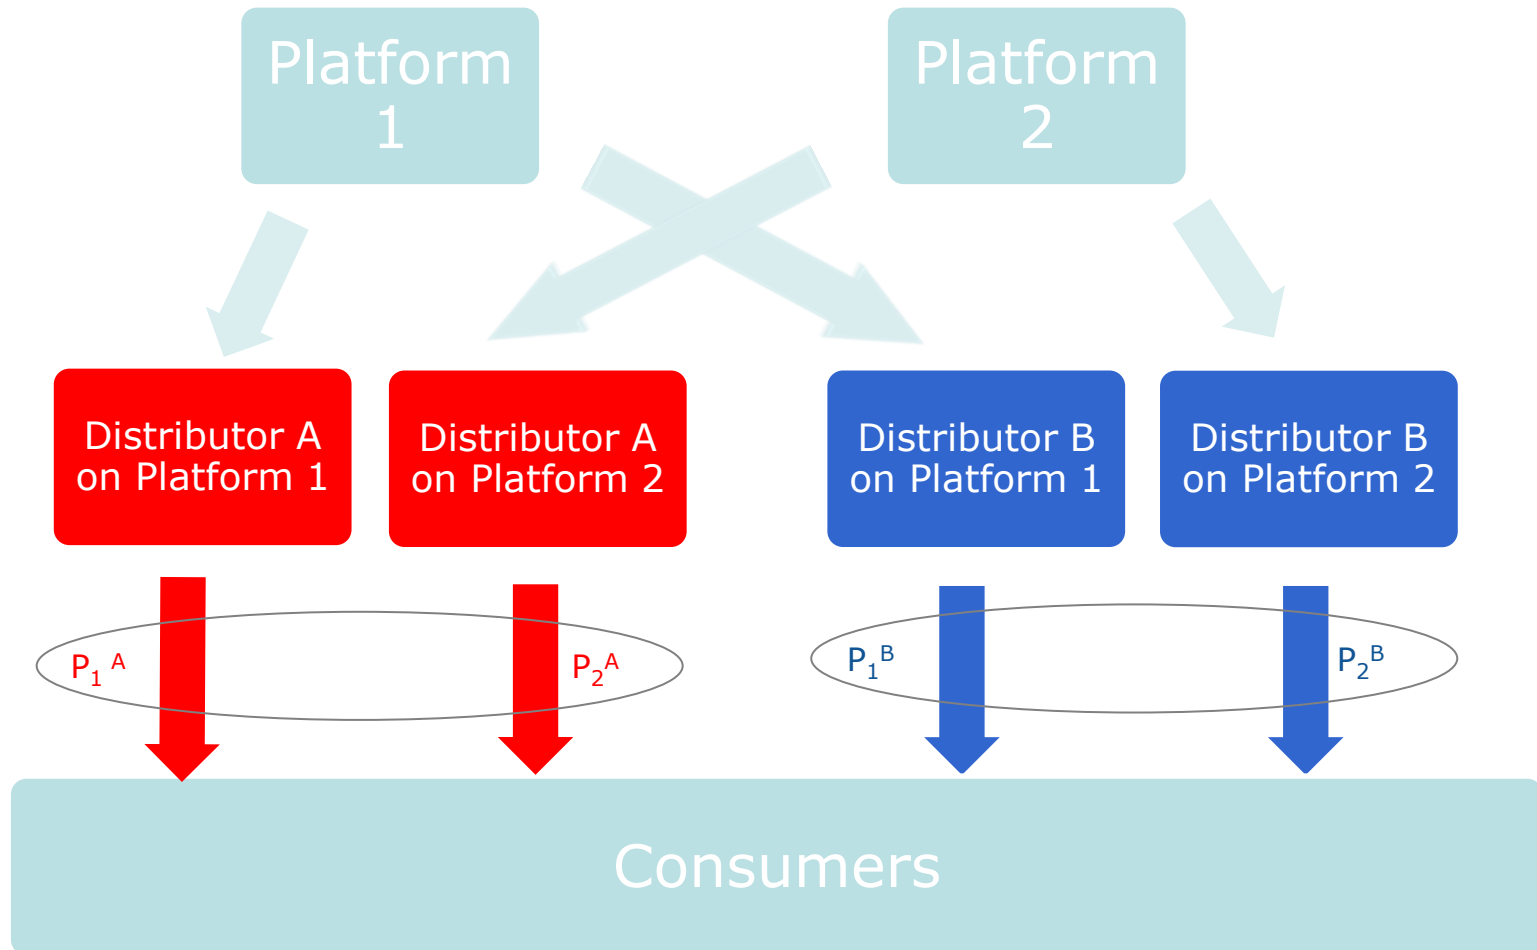 Platform
1
Platform
2
Distributor A
on Platform 1
Distributor A
on Platform 2
Distributor B
on Platform 1
Distributor B
on Platform 2
P₁ᴬ
P₂ᴬ
P₁ᴮ
P₂ᴮ
Consumers